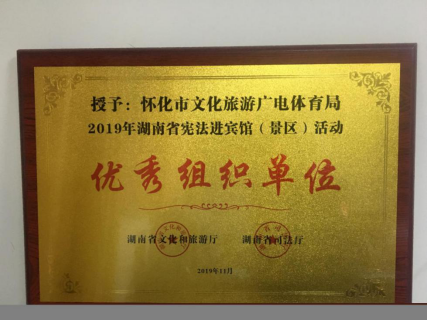 授予：怀化市文化旅游广电体育局
2019年湖南省宪法进宾馆（景区）活动
优秀组织单位
湖南省文化和旅游厅 湖南省司法厅
2019年11月